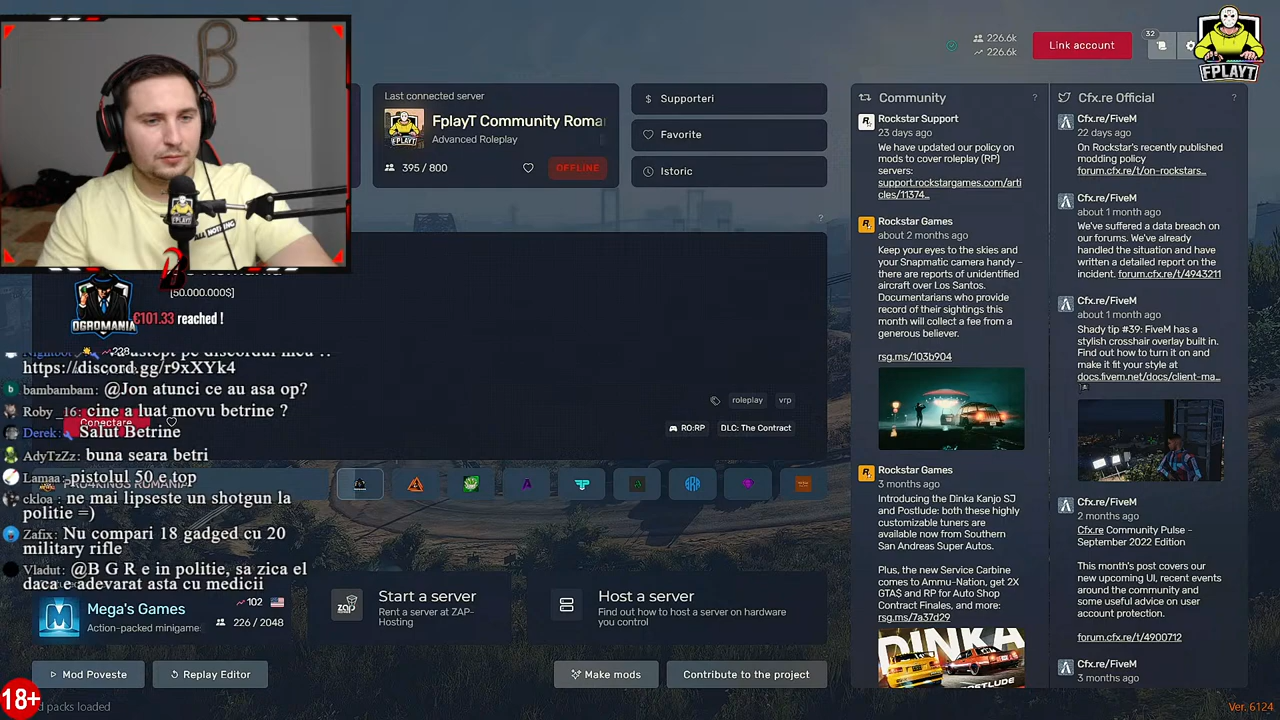 226.6k
226.6k
Link account
32
FPLAYT
Last connected server
FplayT Community Roma
Advanced Roleplay
395 / 800
OFFLINE
$ Supporteri
Favorite
Istoric
?
Community
?
Rockstar Support
23 days ago
We have updated our policy on
mods to cover roleplay (RP)
servers:
support.rockstargames.com/arti
cles/11374…
Rockstar Games
about 2 months ago
Keep your eyes to the skies and
your Snapmatic camera handy –
there are reports of unidentified
aircraft over Los Santos.
Documentarians who provide
record of their sightings this
month will collect a fee from a
generous believer.
rsg.ms/103b904
Rockstar Games
3 months ago
Introducing the Dinka Kanjo SJ
and Postlude: both these highly
customizable tuners are
available now from Southern
San Andreas Super Autos.
Plus, the new Service Carbine
comes to Ammu-Nation, get 2X
GTA$ and RP for Auto Shop
Contract Finales, and more:
rsg.ms/7a37d29
DINKA
POSTLUDE
Cfx.re Official
?
Cfx.re/FiveM
22 days ago
On Rockstar's recently published
modding policy
forum.cfx.re/t/on-rockstars…
Cfx.re/FiveM
about 1 month ago
We've suffered a data breach on
our forums. We've already
handled the situation and have
written a detailed report on the
incident. forum.cfx.re/t/4943211
Cfx.re/FiveM
about 1 month ago
Shady tip #39: FiveM has a
stylish crosshair overlay built in.
Find out how to turn it on and
make it fit your style at
docs.fivem.net/docs/client-ma…
Cfx.re/FiveM
2 months ago
Cfx.re Community Pulse -
September 2022 Edition
This month's post covers our
new upcoming UI, recent events
around the community and
some useful advice on user
account protection.
forum.cfx.re/t/4900712
Cfx.re/FiveM
3 months ago
[50.000.000$]
OGROMANIA
€101.33 reached !
228
https://discord.gg/r9xXYk4
bambambam: @Jon atunci ce au asa op?
Roby_16: cine a luat movu betrine ?
Conectare
Derek: Salut Betrine
AdyTzZz: buna seara betri
Lamaa: pistolul 50 e top
ckloa: ne mai lipseste un shotgun la
politie =)
Zafix: Nu compari 18 gadged cu 20
military rifle
Vladut: @B G R e in politie, sa zica el
daca e adevarat asta cu medicii
roleplay
vrp
RO:RP
DLC: The Contract
Mega's Games
Action-packed minigame
102
226 / 2048
zap
Start a server
Rent a server at ZAP-
Hosting
Host a server
Find out how to host a server on hardware
you control
Mod Poveste
Replay Editor
Make mods
Contribute to the project
18+
packs loaded
Ver. 6124